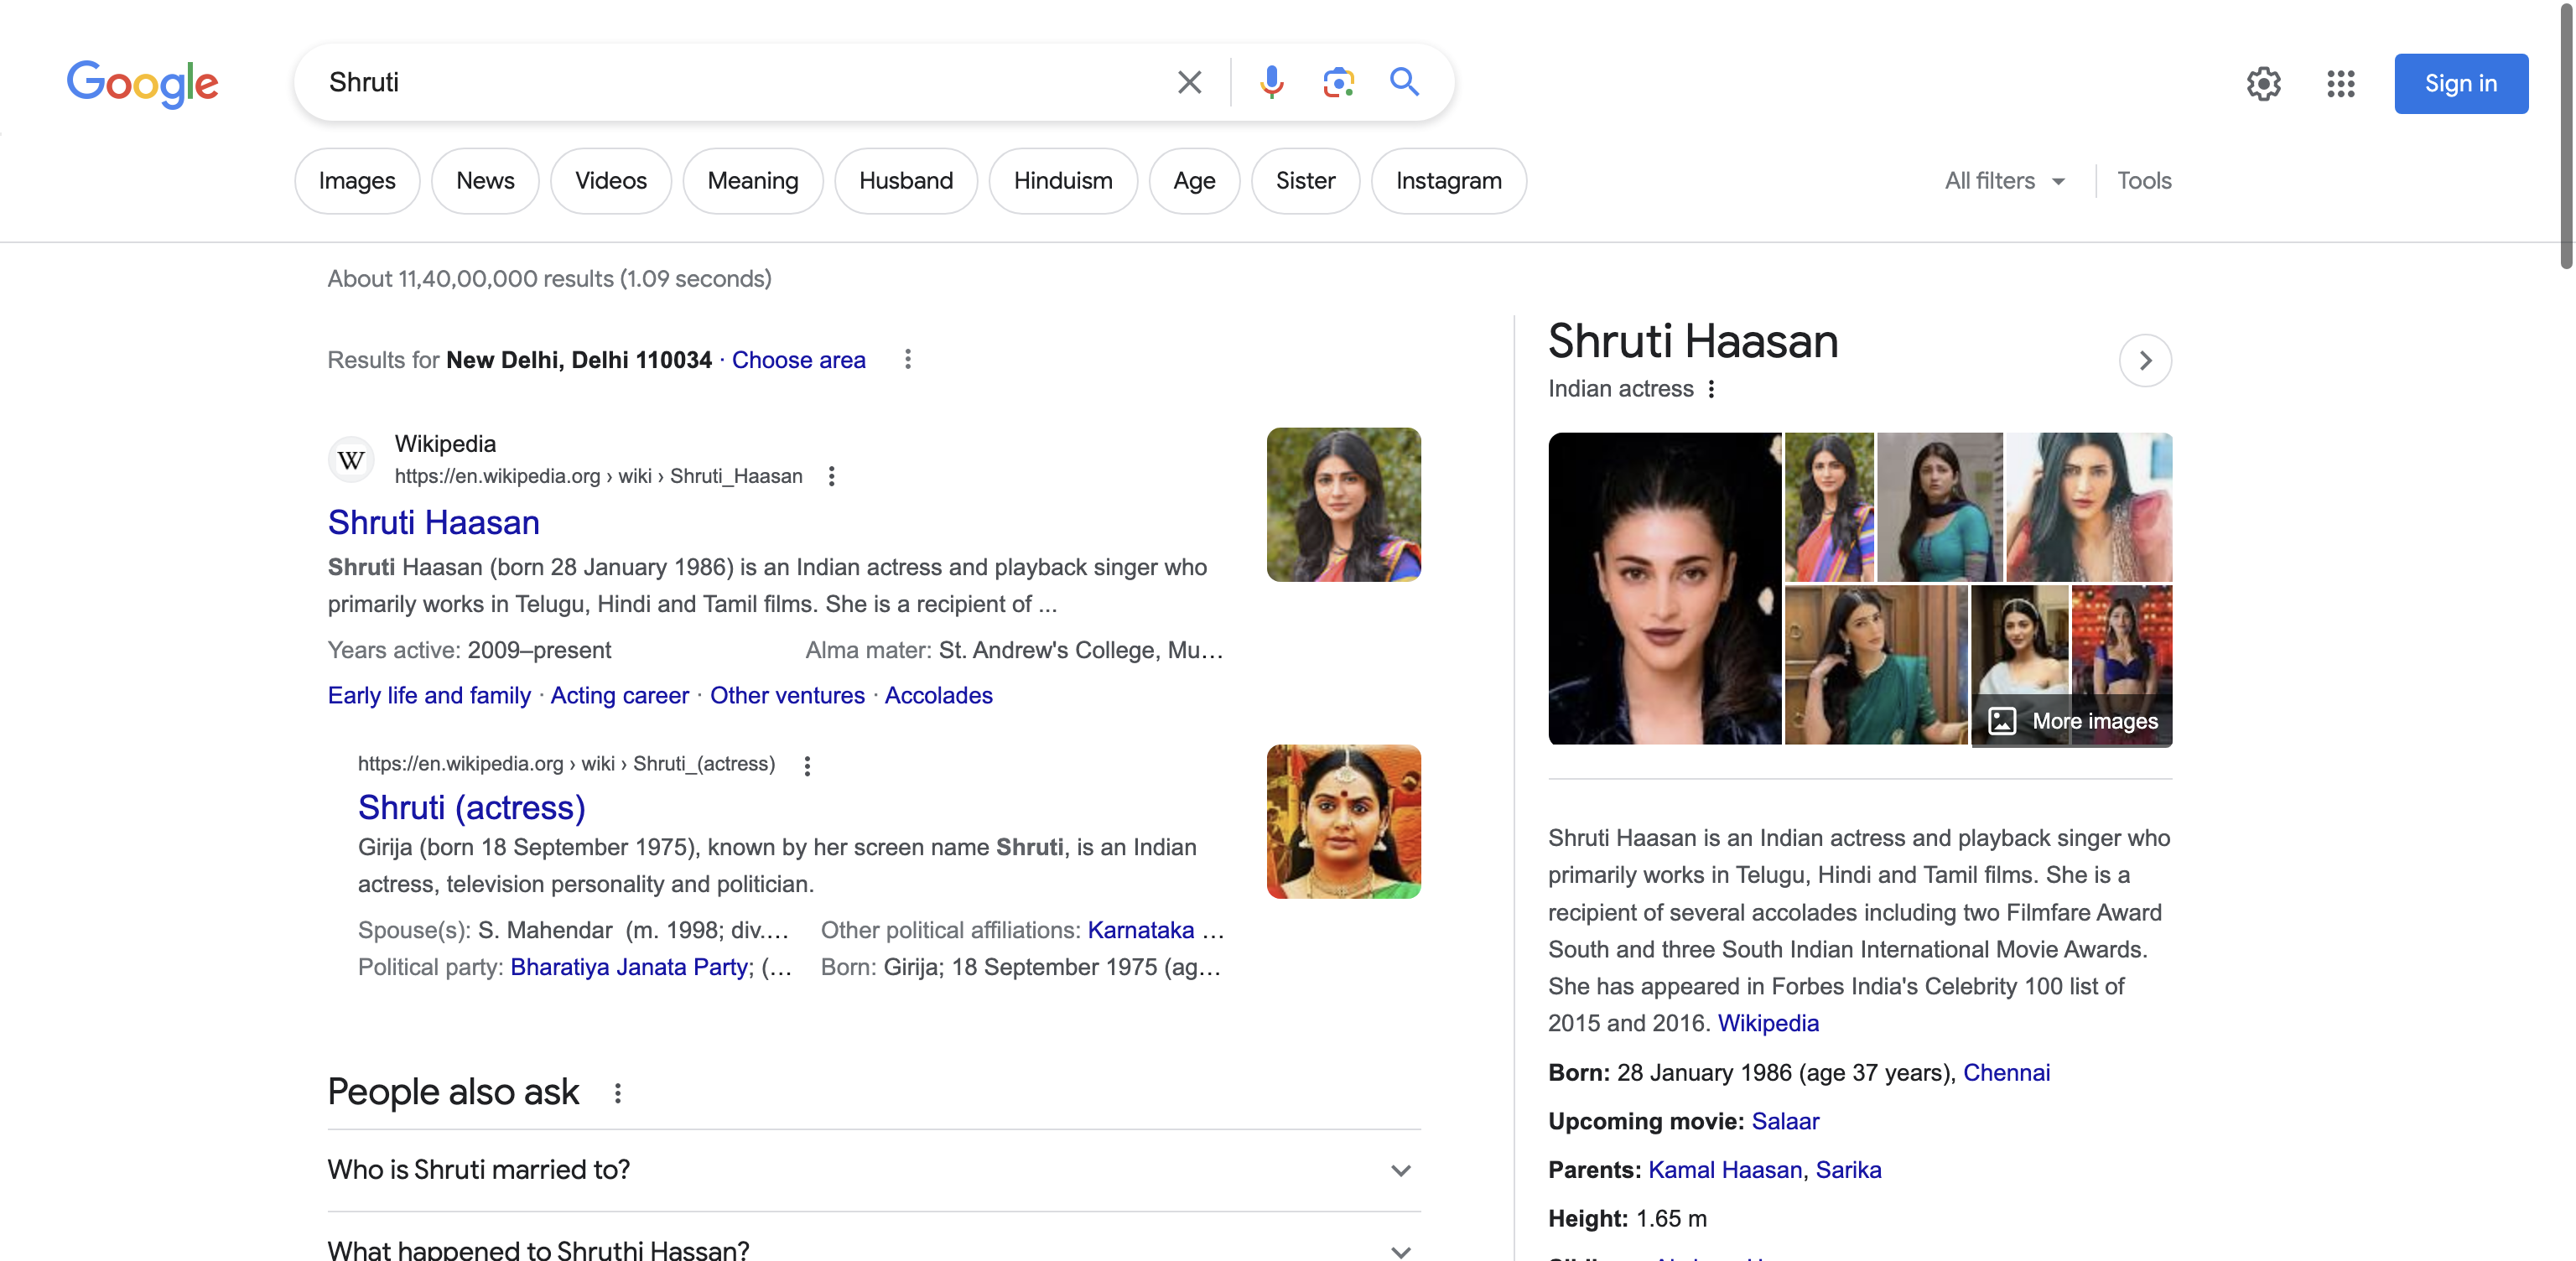 Google
Shruti
Sign in
Images
News
Videos
Meaning
Husband
Hinduism
Age
Sister
Instagram
All filters
Tools
About 11,40,00,000 results (1.09 seconds)
Results for New Delhi, Delhi 110034 · Choose area
W
Wikipedia
https://en.wikipedia.org › wiki › Shruti_Haasan
Shruti Haasan
Shruti Haasan (born 28 January 1986) is an Indian actress and playback singer who
primarily works in Telugu, Hindi and Tamil films. She is a recipient of ...
Years active: 2009–present
Alma mater: St. Andrew's College, Mu…
Early life and family · Acting career · Other ventures · Accolades
https://en.wikipedia.org › wiki › Shruti_(actress)
Shruti (actress)
Girija (born 18 September 1975), known by her screen name Shruti, is an Indian
actress, television personality and politician.
Spouse(s): S. Mahendar (m. 1998; div.…
Other political affiliations: Karnataka …
Political party: Bharatiya Janata Party; (…
Born: Girija; 18 September 1975 (ag…
People also ask
Who is Shruti married to?
What happened to Shruthi Hassan?
Shruti Haasan
Indian actress
More images
Shruti Haasan is an Indian actress and playback singer who
primarily works in Telugu, Hindi and Tamil films. She is a
recipient of several accolades including two Filmfare Award
South and three South Indian International Movie Awards.
She has appeared in Forbes India's Celebrity 100 list of
2015 and 2016. Wikipedia
Born: 28 January 1986 (age 37 years), Chennai
Upcoming movie: Salaar
Parents: Kamal Haasan, Sarika
Height: 1.65 m